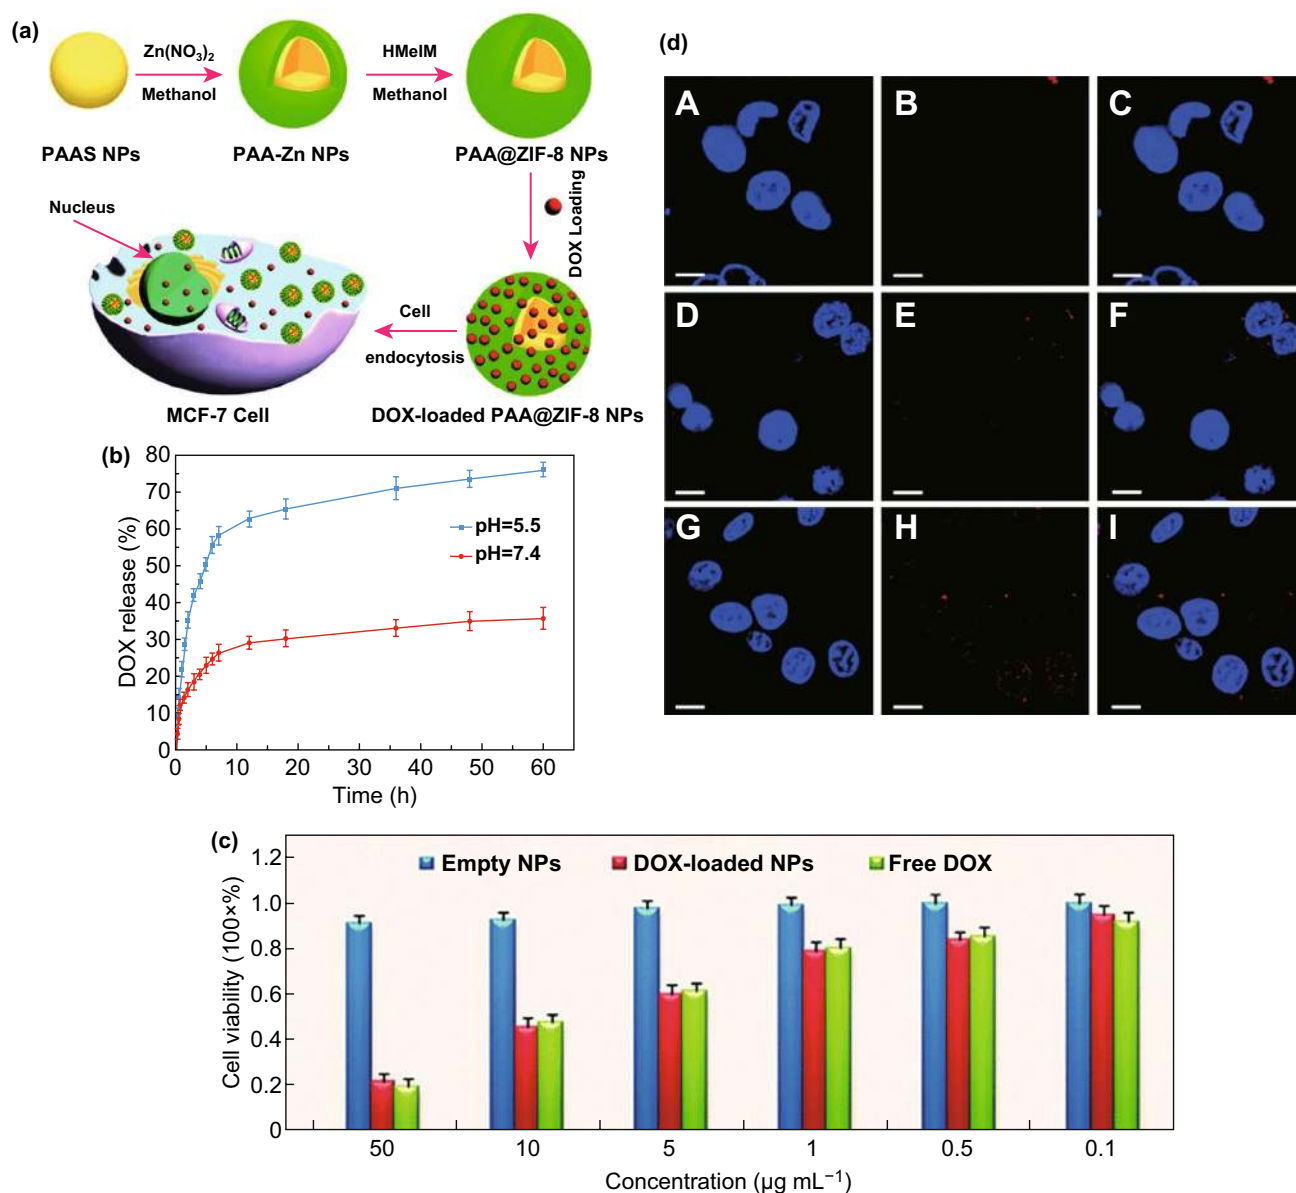 (a)
Zn(NO₃)₂
Methanol
HMeIM
Methanol
PAAS NPs
PAA-Zn NPs
PAA@ZIF-8 NPs
DOX Loading
Nucleus
Cell
endocytosis
MCF-7 Cell
DOX-loaded PAA@ZIF-8 NPs
(b)
80
70
60
50
40
30
20
10
0
DOX release (%)
pH=5.5
pH=7.4
0 10 20 30 40 50 60
Time (h)
(d)
A B C
D E F
G H I
(c)
1.2
1.0
0.8
0.6
0.4
0.2
0
Cell viability (100×%)
Empty NPs DOX-loaded NPs Free DOX
50 10 5 1 0.5 0.1
Concentration (µg mL⁻¹)